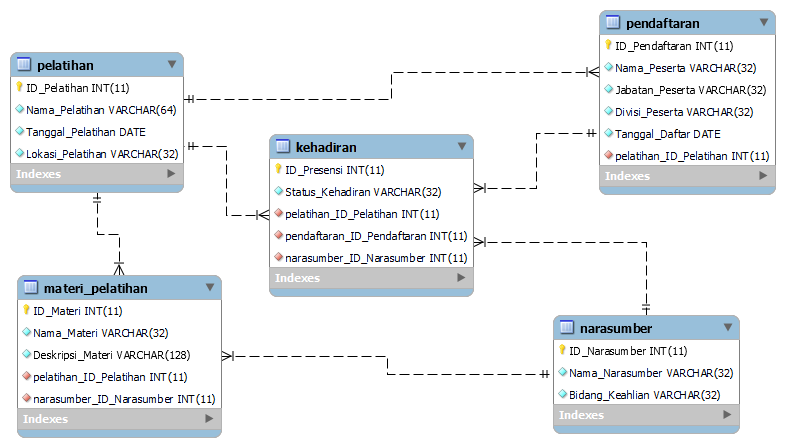 pelatihan
ID_Pelatihan INT(11)
Nama_Pelatihan VARCHAR(64)
Tanggal_Pelatihan DATE
Lokasi_Pelatihan VARCHAR(32)
Indexes
pendaftaran
ID_Pendaftaran INT(11)
Nama_Peserta VARCHAR(32)
Jabatan_Peserta VARCHAR(32)
Divisi_Peserta VARCHAR(32)
Tanggal_Daftar DATE
pelatihan_ID_Pelatihan INT(11)
Indexes
kehadiran
ID_Presensi INT(11)
Status_Kehadiran VARCHAR(32)
pelatihan_ID_Pelatihan INT(11)
pendaftaran_ID_Pendaftaran INT(11)
narasumber_ID_Narasumber INT(11)
Indexes
materi_pelatihan
ID_Materi INT(11)
Nama_Materi VARCHAR(32)
Deskripsi_Materi VARCHAR(128)
pelatihan_ID_Pelatihan INT(11)
narasumber_ID_Narasumber INT(11)
Indexes
narasumber
ID_Narasumber INT(11)
Nama_Narasumber VARCHAR(32)
Bidang_Keahlian VARCHAR(32)
Indexes